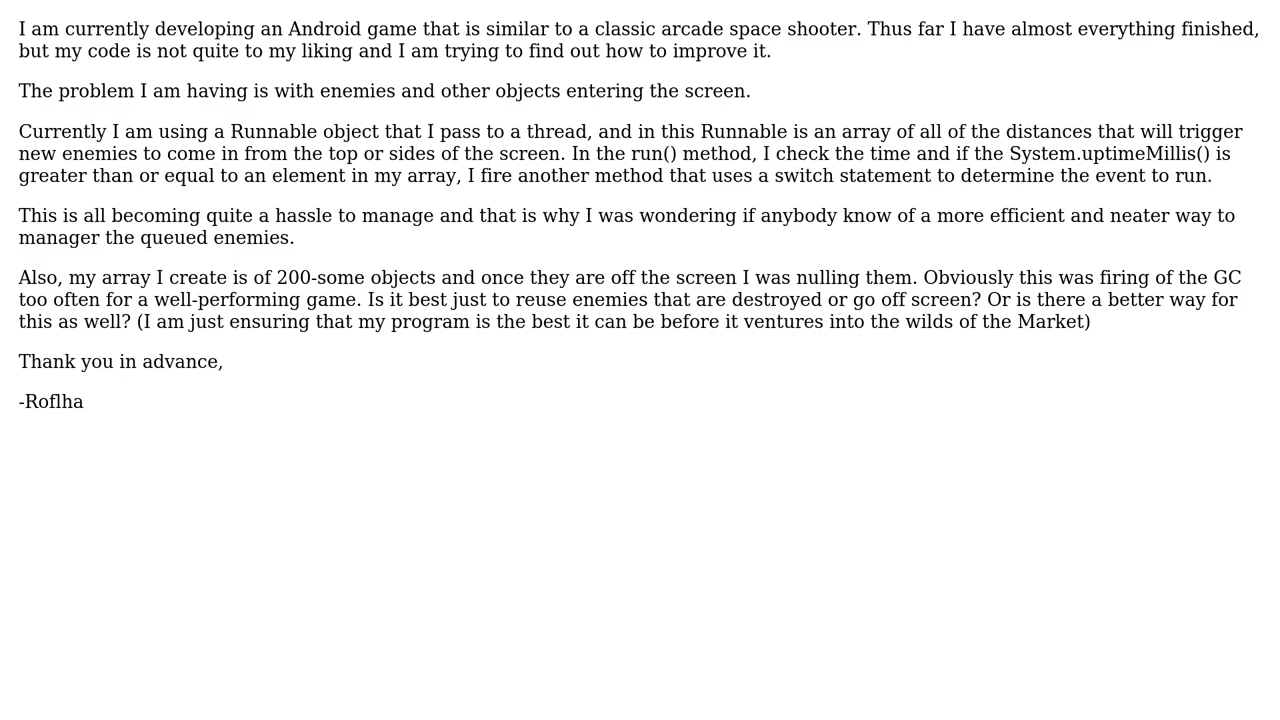 I am currently developing an Android game that is similar to a classic arcade space shooter. Thus far I have almost everything finished,
but my code is not quite to my liking and I am trying to find out how to improve it.
The problem I am having is with enemies and other objects entering the screen.
Currently I am using a Runnable object that I pass to a thread, and in this Runnable is an array of all of the distances that will trigger
new enemies to come in from the top or sides of the screen. In the run() method, I check the time and if the System.uptimeMillis() is
greater than or equal to an element in my array, I fire another method that uses a switch statement to determine the event to run.
This is all becoming quite a hassle to manage and that is why I was wondering if anybody know of a more efficient and neater way to
manager the queued enemies.
Also, my array I create is of 200-some objects and once they are off the screen I was nulling them. Obviously this was firing of the GC
too often for a well-performing game. Is it best just to reuse enemies that are destroyed or go off screen? Or is there a better way for
this as well? (I am just ensuring that my program is the best it can be before it ventures into the wilds of the Market)
Thank you in advance,
-Roflha